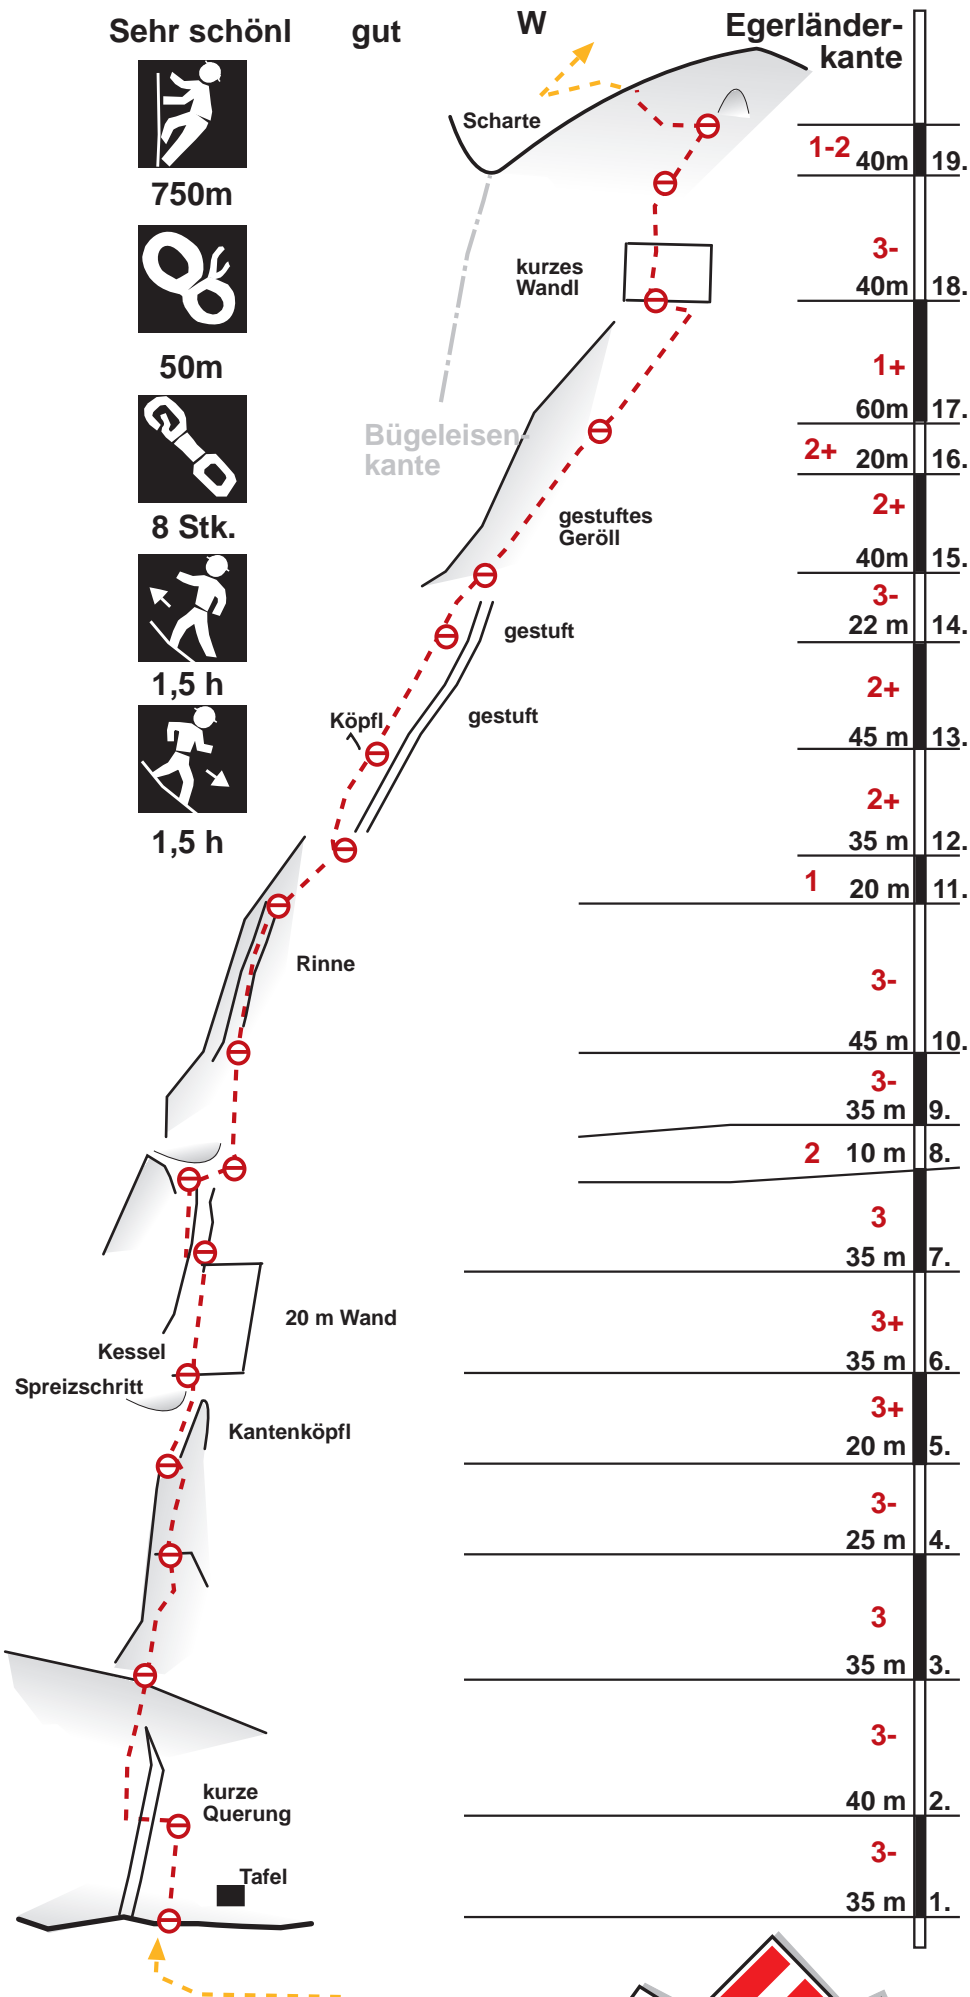 Sehr schönl gut W Egerländer-
kante
750m
50m
8 Stk.
1,5 h
1,5 h
Scharte
1-2 40m 19.
kurzes
Wandl
3-
40m 18.
1+
60m 17.
Bügeleisen-
kante
2+ 20m 16.
gestuftes
Geröll
2+
40m 15.
3-
22 m 14.
gestuft
2+
45 m 13.
gestuft
Köpfl
2+
35 m 12.
1 20 m 11.
Rinne
3-
45 m 10.
3-
35 m 9.
2 10 m 8.
3
35 m 7.
20 m Wand
3+
35 m 6.
Kessel
Spreizschritt
3+
20 m 5.
Kantenköpfl
3-
25 m 4.
3
35 m 3.
3-
40 m 2.
kurze
Querung
3-
35 m 1.
Tafel